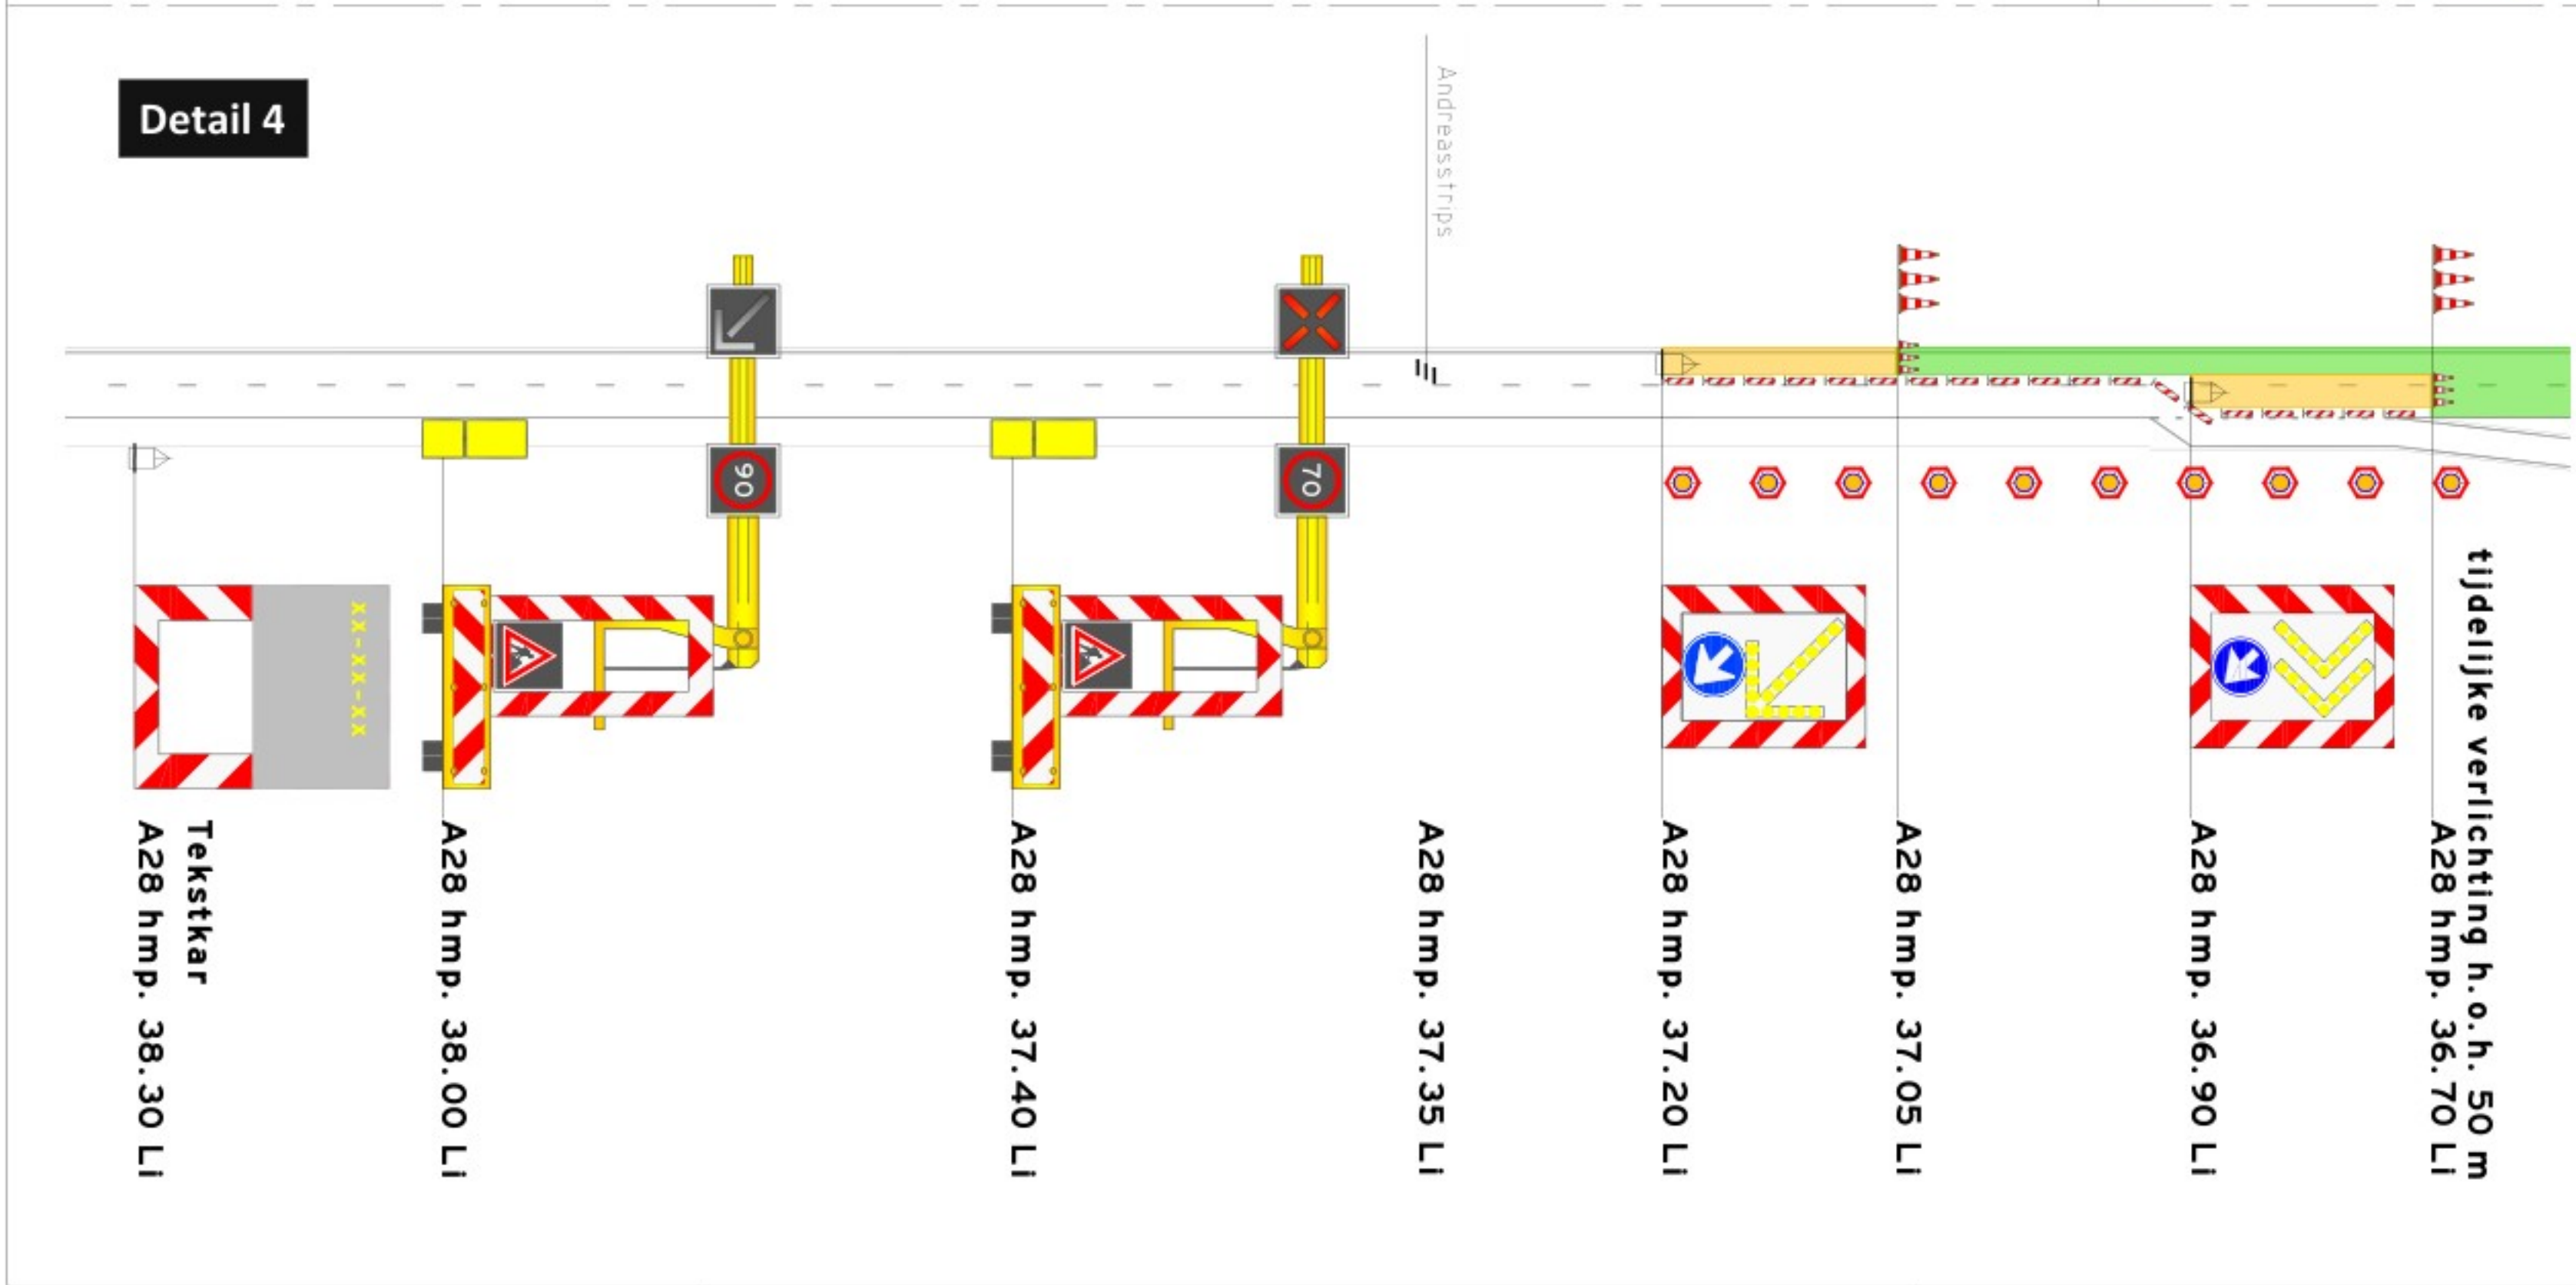 Detail 4
Andreasstrips
90
70
xx-xx-xx
Tekstkar
A28 hmp. 38.30 Li
A28 hmp. 38.00 Li
A28 hmp. 37.40 Li
A28 hmp. 37.35 Li
A28 hmp. 37.20 Li
A28 hmp. 37.05 Li
A28 hmp. 36.90 Li
tijdelijke verlichting h.o.h. 50 m
A28 hmp. 36.70 Li